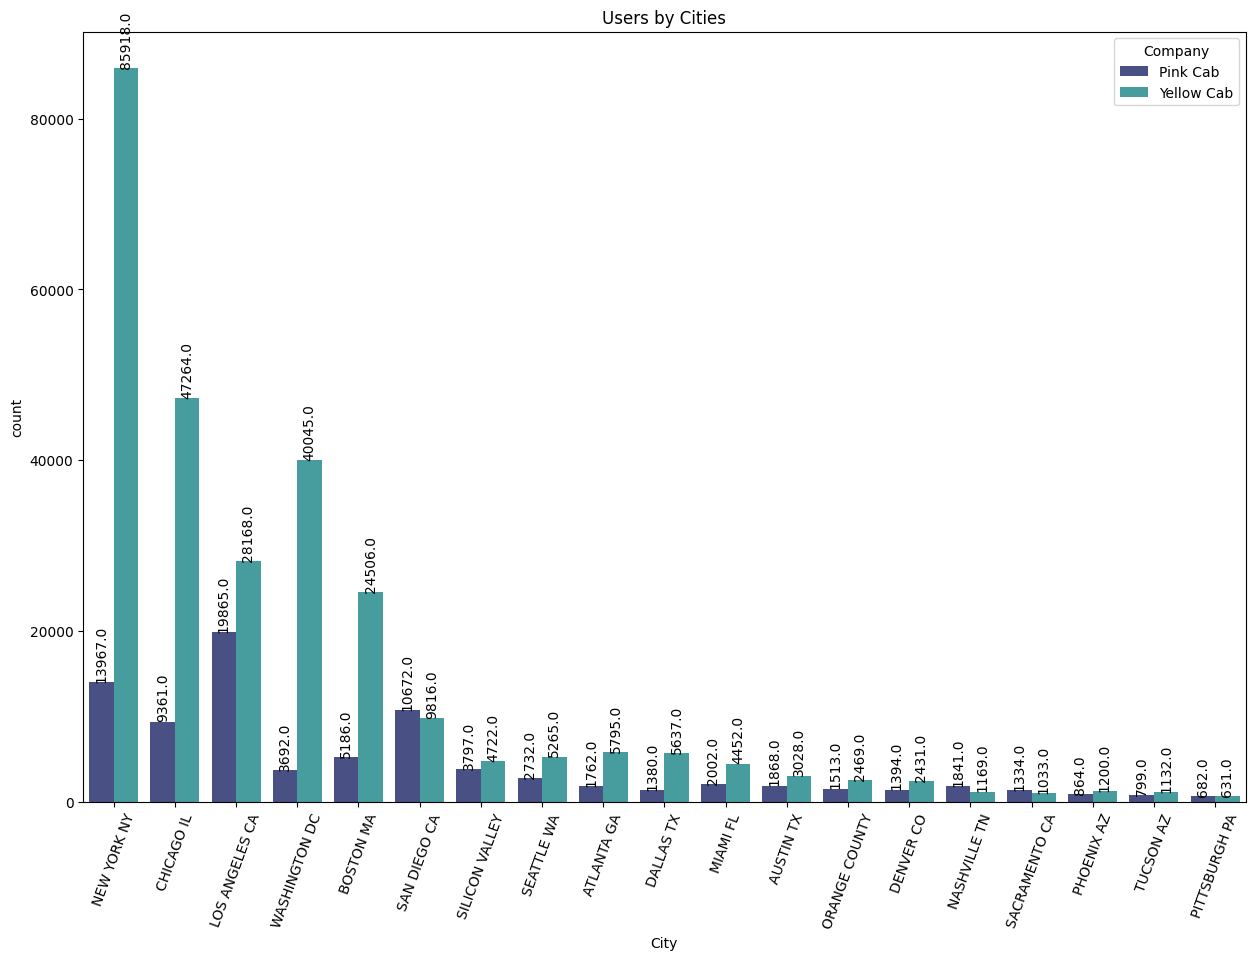 Users by Cities
Company
Pink Cab
Yellow Cab
count
80000
60000
40000
20000
0
13967.0
85918.0
9361.0
47264.0
19865.0
28168.0
3692.0
40045.0
5186.0
24506.0
10672.0
9816.0
3797.0
4722.0
2732.0
5265.0
1762.0
5795.0
1380.0
5637.0
2002.0
4452.0
1868.0
3028.0
1513.0
2469.0
1394.0
2431.0
1841.0
1169.0
1334.0
1033.0
864.0
1200.0
799.0
1132.0
682.0
631.0
NEW YORK NY
CHICAGO IL
LOS ANGELES CA
WASHINGTON DC
BOSTON MA
SAN DIEGO CA
SILICON VALLEY
SEATTLE WA
ATLANTA GA
DALLAS TX
MIAMI FL
AUSTIN TX
ORANGE COUNTY
DENVER CO
NASHVILLE TN
SACRAMENTO CA
PHOENIX AZ
TUCSON AZ
PITTSBURGH PA
City